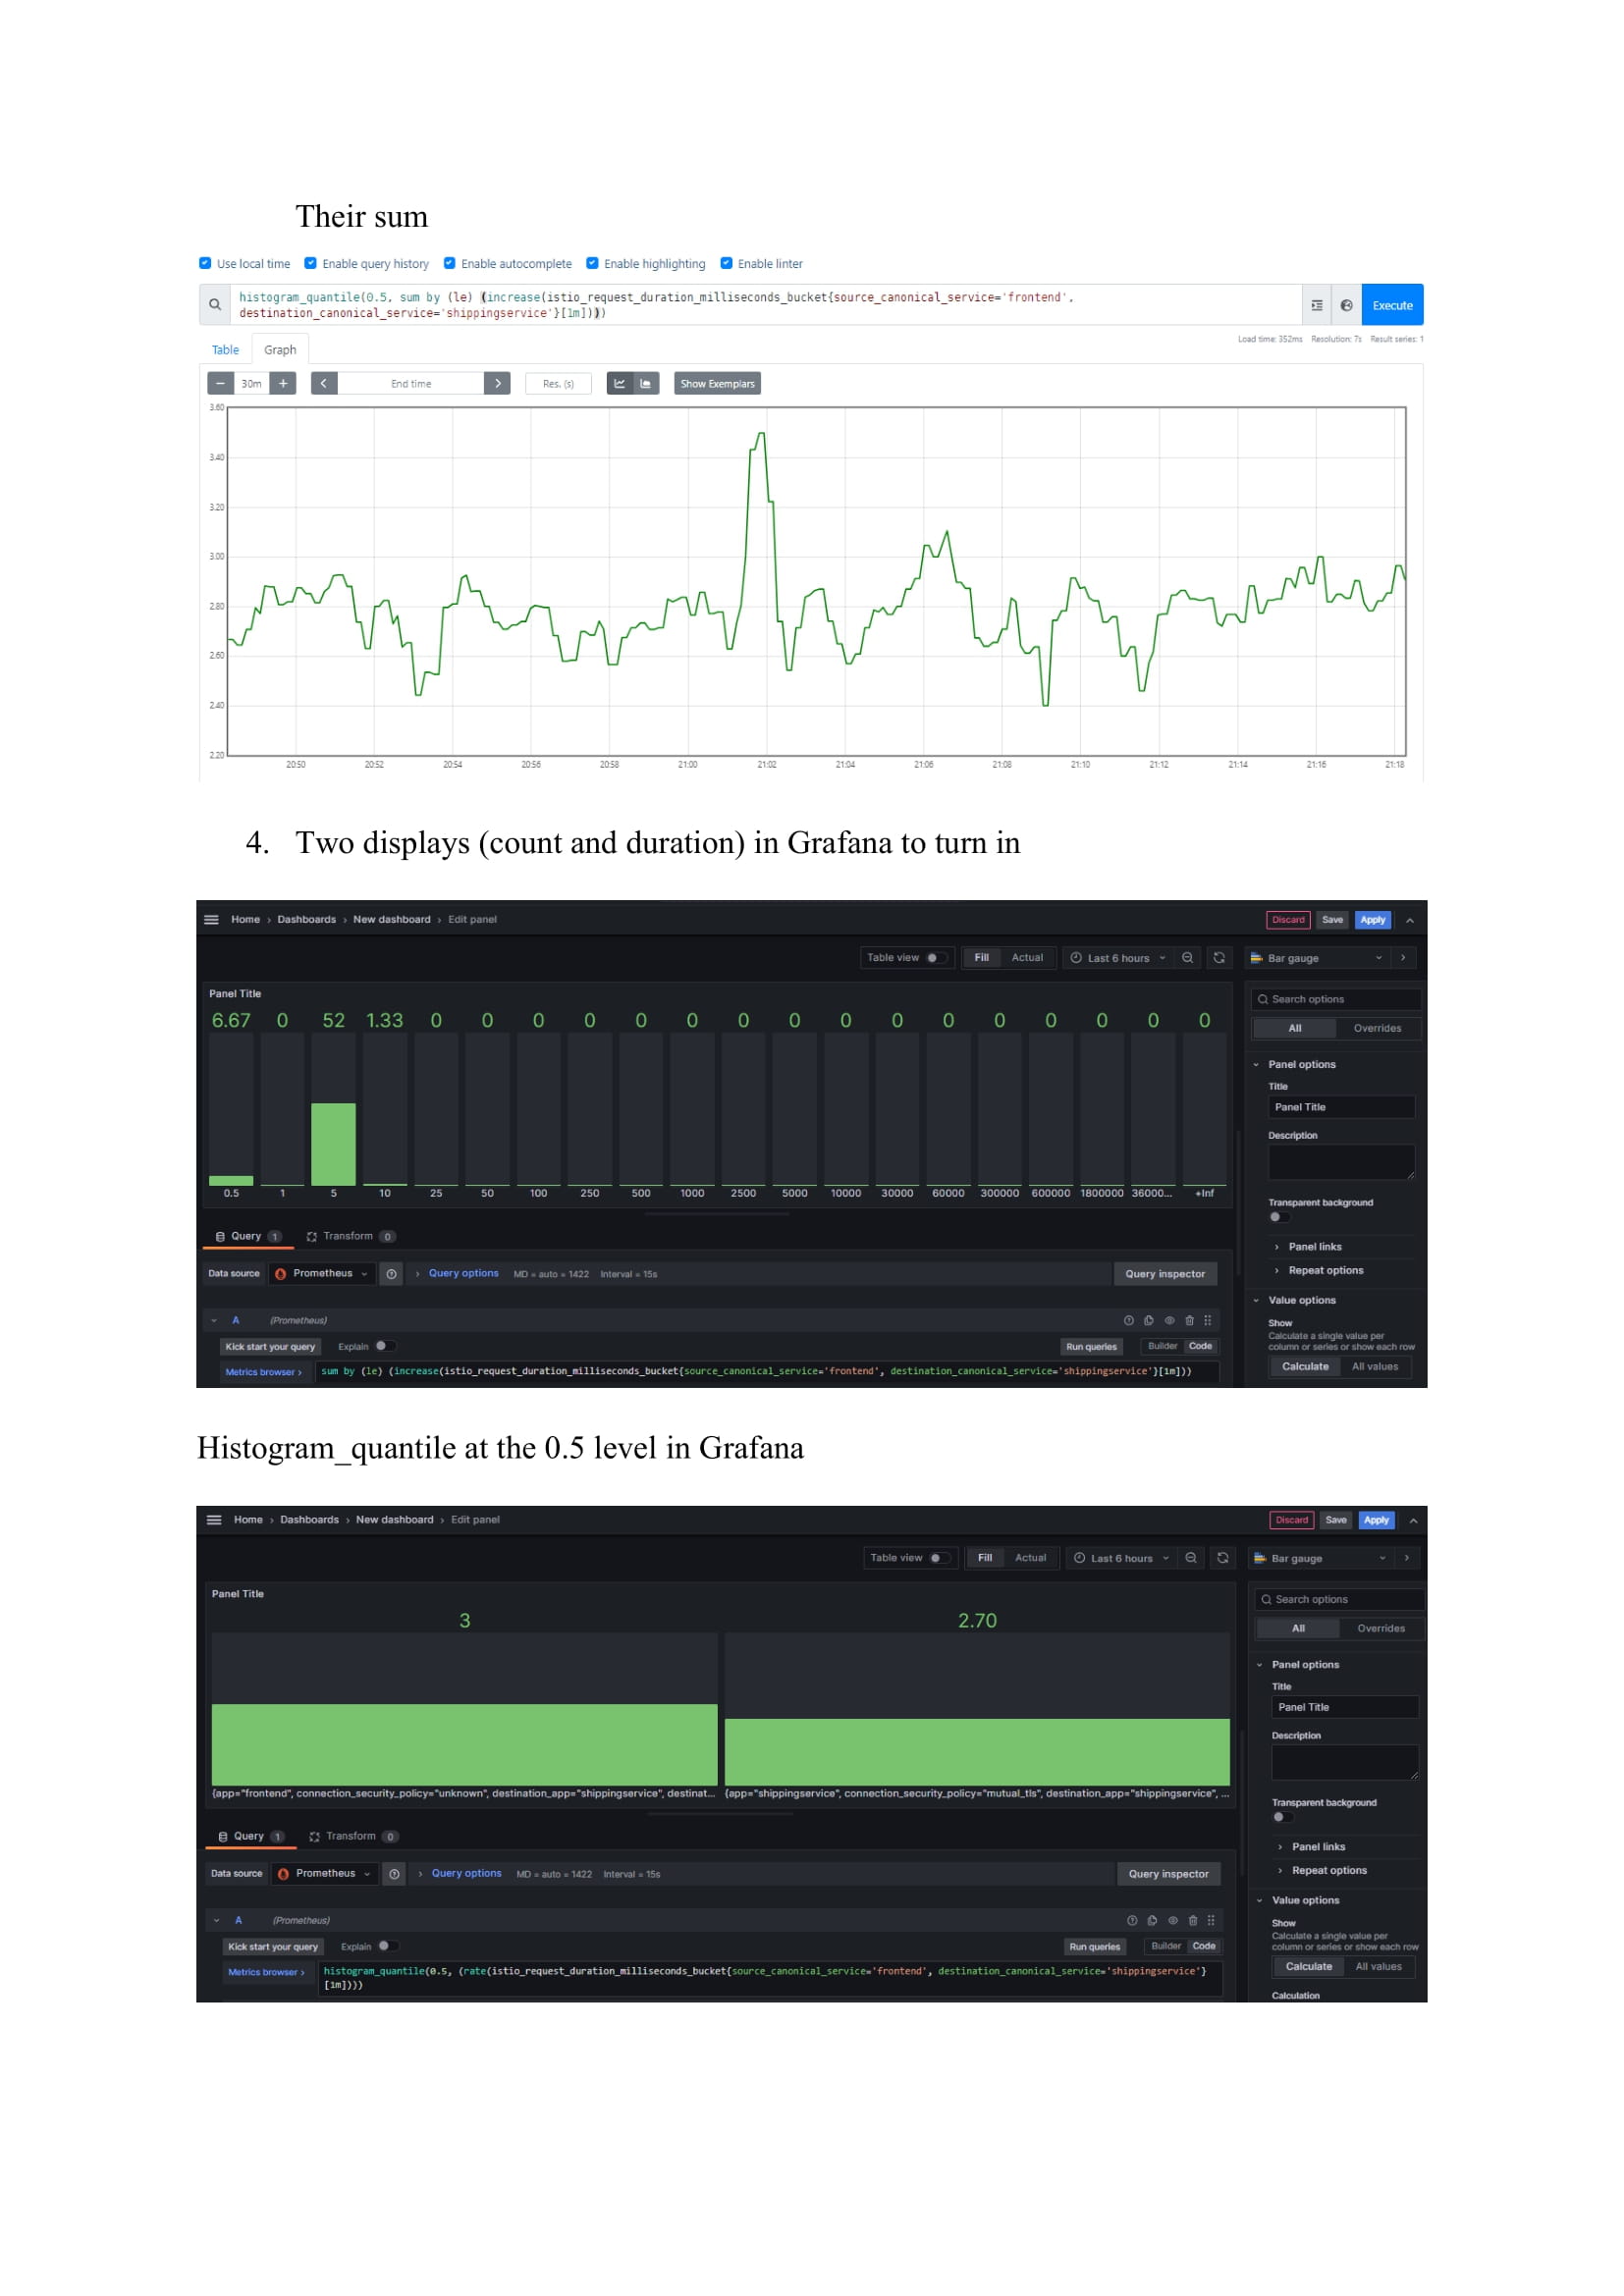 Their sum
Use local time Enable query history Enable autocomplete Enable highlighting Enable linter
histogram_quantile(0.5, sum by (le) (increase(istio_request_duration_milliseconds_bucket{source_canonical_service='frontend',
destination_canonical_service='shippingservice'}[1m])))
Execute
Load time: 352ms Resolution: 7s Result series: 1
Table Graph
− 30m + < End time > Res. (s) Show Exemplars
3.60
3.40
3.20
3.00
2.80
2.60
2.40
2.20
20:50 20:52 20:54 20:56 20:58 21:00 21:02 21:04 21:06 21:08 21:10 21:12 21:14 21:16 21:18
4. Two displays (count and duration) in Grafana to turn in
Home › Dashboards › New dashboard › Edit panel Discard Save Apply
Table view Fill Actual Last 6 hours Bar gauge
Panel Title
6.67 0 52 1.33 0 0 0 0 0 0 0 0 0 0 0 0 0 0 0 0
0.5 1 5 10 25 50 100 250 500 1000 2500 5000 10000 30000 60000 300000 600000 1800000 36000... +Inf
Search options
All Overrides
Panel options
Title
Panel Title
Description
Transparent background
Panel links
Repeat options
Value options
Show
Calculate a single value per
column or series or show each row
Calculate All values
Query 1 Transform 0
Data source Prometheus Query options MD = auto = 1422 Interval = 15s Query inspector
A (Prometheus)
Kick start your query Explain Run queries Builder Code
Metrics browser › sum by (le) (increase(istio_request_duration_milliseconds_bucket{source_canonical_service='frontend', destination_canonical_service='shippingservice'}[1m]))
Histogram_quantile at the 0.5 level in Grafana
Home › Dashboards › New dashboard › Edit panel Discard Save Apply
Table view Fill Actual Last 6 hours Bar gauge
Panel Title
3 2.70
{app="frontend", connection_security_policy="unknown", destination_app="shippingservice", destinat... {app="shippingservice", connection_security_policy="mutual_tls", destination_app="shippingservice", ...
Search options
All Overrides
Panel options
Title
Panel Title
Description
Transparent background
Panel links
Repeat options
Value options
Show
Calculate a single value per
column or series or show each row
Calculate All values
Calculation
Query 1 Transform 0
Data source Prometheus Query options MD = auto = 1422 Interval = 15s Query inspector
A (Prometheus)
Kick start your query Explain Run queries Builder Code
Metrics browser › histogram_quantile(0.5, (rate(istio_request_duration_milliseconds_bucket{source_canonical_service='frontend', destination_canonical_service='shippingservice'}
[1m])))